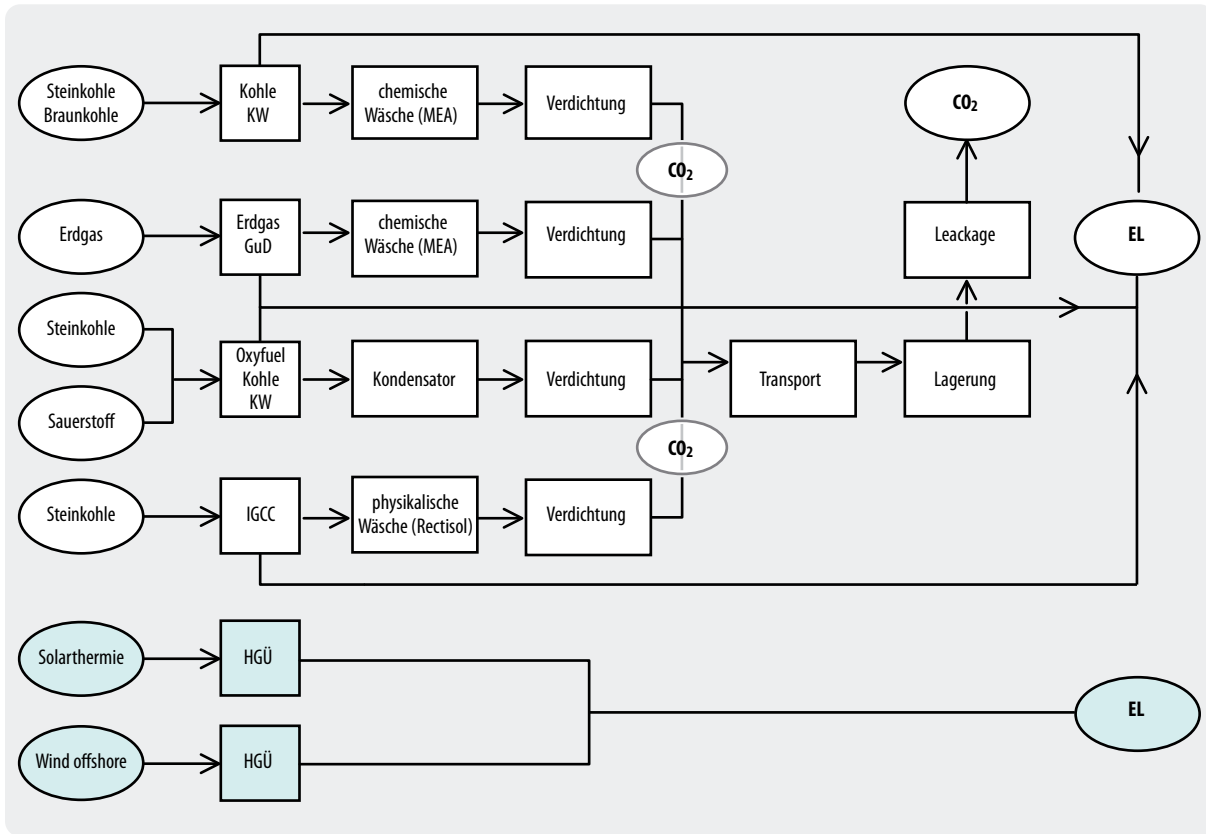 Steinkohle
Braunkohle
Kohle
KW
chemische
Wäsche (MEA)
Verdichtung
CO₂
CO₂
Erdgas
Erdgas
GuD
chemische
Wäsche (MEA)
Verdichtung
Leackage
EL
Steinkohle
Sauerstoff
Oxyfuel
Kohle
KW
Kondensator
Verdichtung
Transport
Lagerung
CO₂
Steinkohle
IGCC
physikalische
Wäsche (Rectisol)
Verdichtung
Solarthermie
HGÜ
EL
Wind offshore
HGÜ